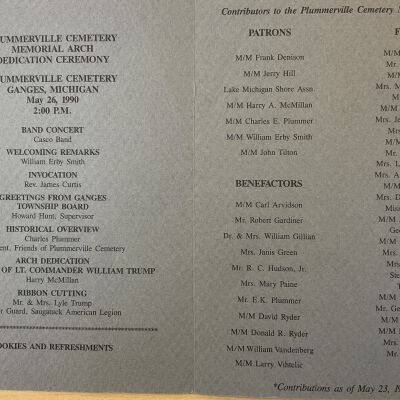 UMMERVILLE CEMETERY
MEMORIAL ARCH
DEDICATION CEREMONY
UMMERVILLE CEMETERY
GANGES, MICHIGAN
May 26, 1990
2:00 P.M.
BAND CONCERT
Casco Band
WELCOMING REMARKS
William Erby Smith
INVOCATION
Rev. James Curtis
GREETINGS FROM GANGES
TOWNSHIP BOARD
Howard Hunt, Supervisor
HISTORICAL OVERVIEW
Charles Plummer
ent, Friends of Plummerville Cemetery
ARCH DEDICATION
OF LT. COMMANDER WILLIAM TRUMP
Harry McMillan
RIBBON CUTTING
Mr. & Mrs. Lyle Trump
r Guard, Saugatuck American Legion
OOKIES AND REFRESHMENTS
Contributors to the Plummerville Cemetery
PATRONS
M/M Frank Denison
M/M Jerry Hill
Lake Michigan Shore Assn.
M/M Harry A. McMillan
M/M Charles E. Plummer
M/M William Erby Smith
M/M John Tilton
BENEFACTORS
M/M Carl Arvidson
Mr. Robert Gardiner
Dr. & Mrs. William Gillian
Mrs. Janis Green
Mr. R. C. Hudson, Jr.
Mrs. Mary Paine
Mr. E.K. Plummer
M/M David Ryder
M/M Donald R. Ryder
M/M William Vandenberg
M/M Larry Vihtelic
*Contributions as of May 23, 19